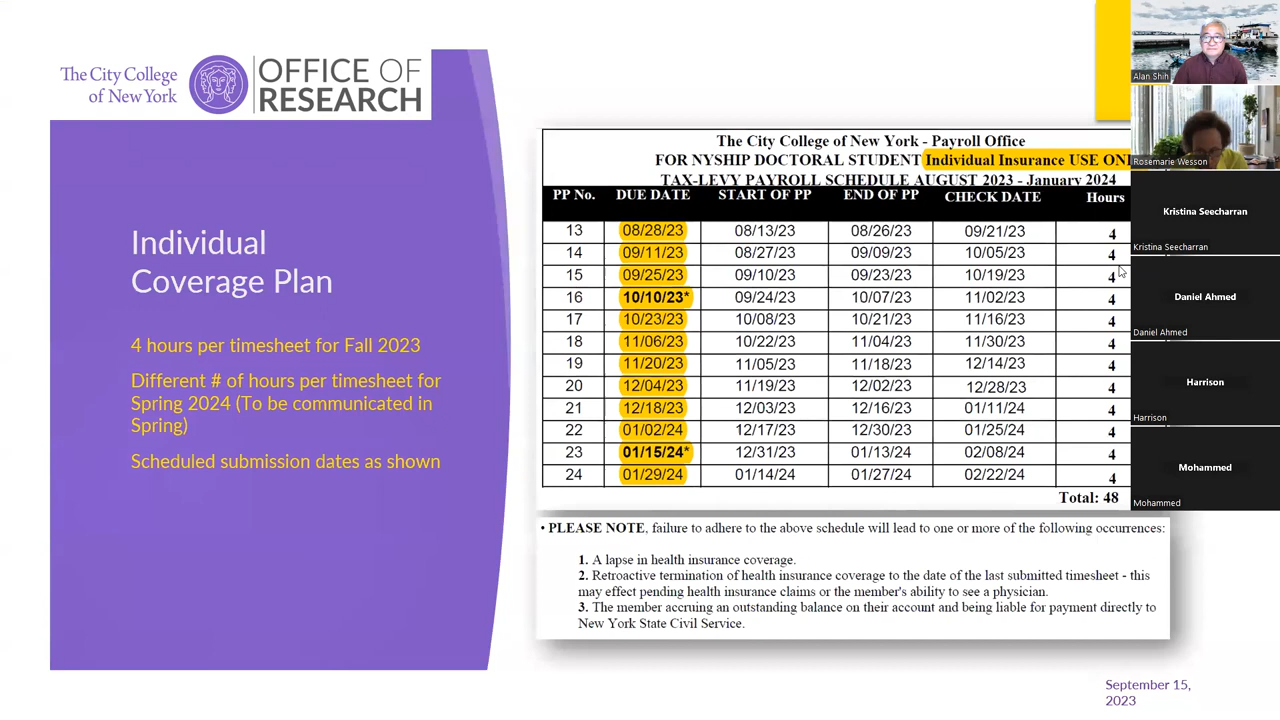 The City College
of New York
OFFICE OF
RESEARCH
Individual
Coverage Plan
4 hours per timesheet for Fall 2023
Different # of hours per timesheet for
Spring 2024 (To be communicated in
Spring)
Scheduled submission dates as shown
The City College of New York - Payroll Office
FOR NYSHIP DOCTORAL STUDENT Individual Insurance USE
TAX-LEVY PAYROLL SCHEDULE AUGUST 2023 - January 2024
PP No. DUE DATE START OF PP END OF PP CHECK DATE Hours
13 08/28/23 08/13/23 08/26/23 09/21/23 4
14 09/11/23 08/27/23 09/09/23 10/05/23 4
15 09/25/23 09/10/23 09/23/23 10/19/23 4
16 10/10/23* 09/24/23 10/07/23 11/02/23 4
17 10/23/23 10/08/23 10/21/23 11/16/23 4
18 11/06/23 10/22/23 11/04/23 11/30/23 4
19 11/20/23 11/05/23 11/18/23 12/14/23 4
20 12/04/23 11/19/23 12/02/23 12/28/23 4
21 12/18/23 12/03/23 12/16/23 01/11/24 4
22 01/02/24 12/17/23 12/30/23 01/25/24 4
23 01/15/24* 12/31/23 01/13/24 02/08/24 4
24 01/29/24 01/14/24 01/27/24 02/22/24 4
Total: 48
• PLEASE NOTE, failure to adhere to the above schedule will lead to one or more of the following occurrences:
1. A lapse in health insurance coverage.
2. Retroactive termination of health insurance coverage to the date of the last submitted timesheet - this
may effect pending health insurance claims or the member's ability to see a physician.
3. The member accruing an outstanding balance on their account and being liable for payment directly to
New York State Civil Service.
September 15,
2023
Alan Shih
Rosemarie Wesson
Kristina Seecharran
Kristina Seecharran
Daniel Ahmed
Daniel Ahmed
Harrison
Harrison
Mohammed
Mohammed